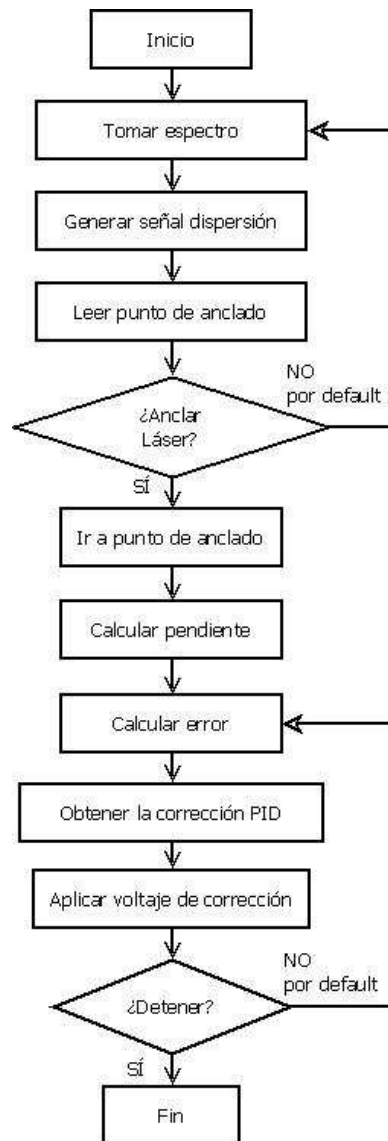 Inicio
Tomar espectro
Generar señal dispersión
Leer punto de anclado
¿Anclar
Láser?
NO
por default
SÍ
Ir a punto de anclado
Calcular pendiente
Calcular error
Obtener la corrección PID
Aplicar voltaje de corrección
¿Detener?
NO
por default
SÍ
Fin